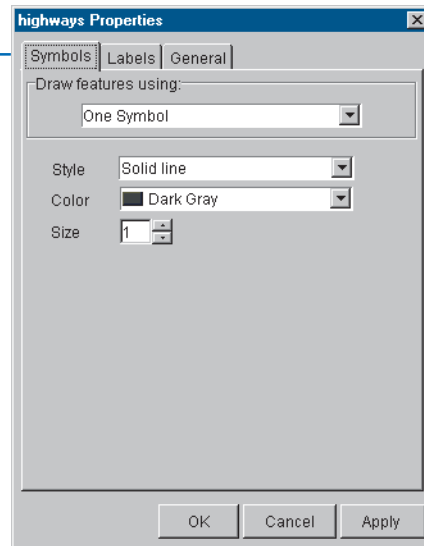 highways Properties
Symbols Labels General
Draw features using:
One Symbol
Style Solid line
Color Dark Gray
Size 1
OK Cancel Apply